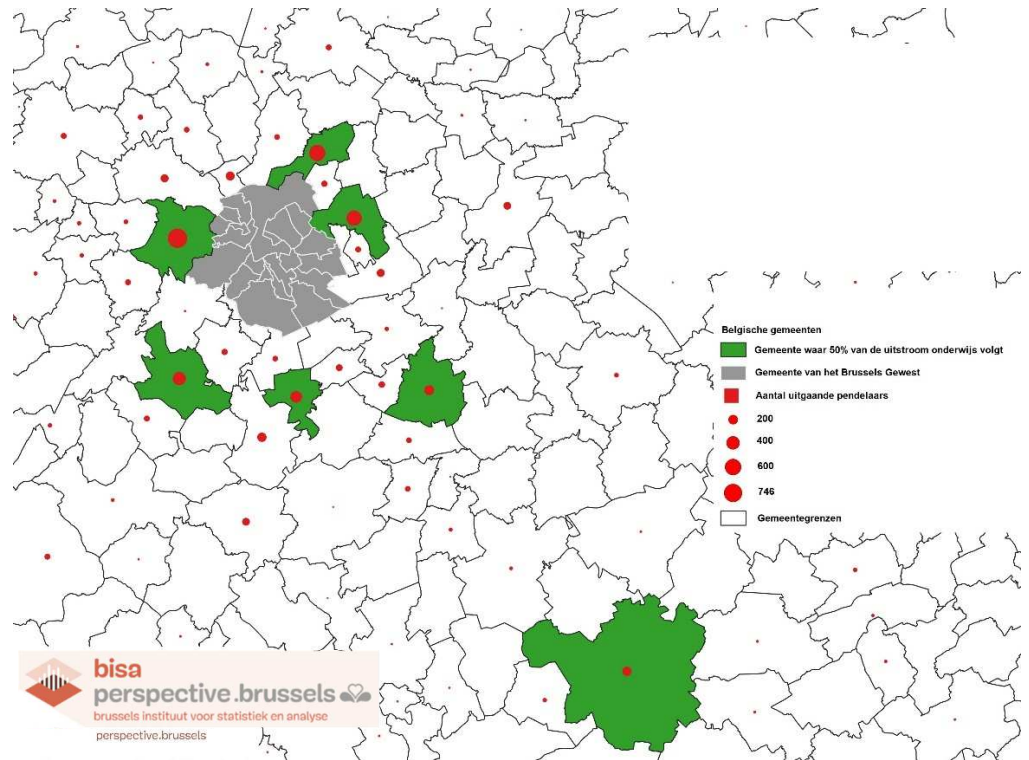 Belgische gemeenten
Gemeente waar 50% van de uitstroom onderwijs volgt
Gemeente van het Brussels Gewest
Aantal uitgaande pendelaars
200
400
600
746
Gemeentegrenzen
bisa
perspective.brussels
brussels instituut voor statistiek en analyse
perspective.brussels